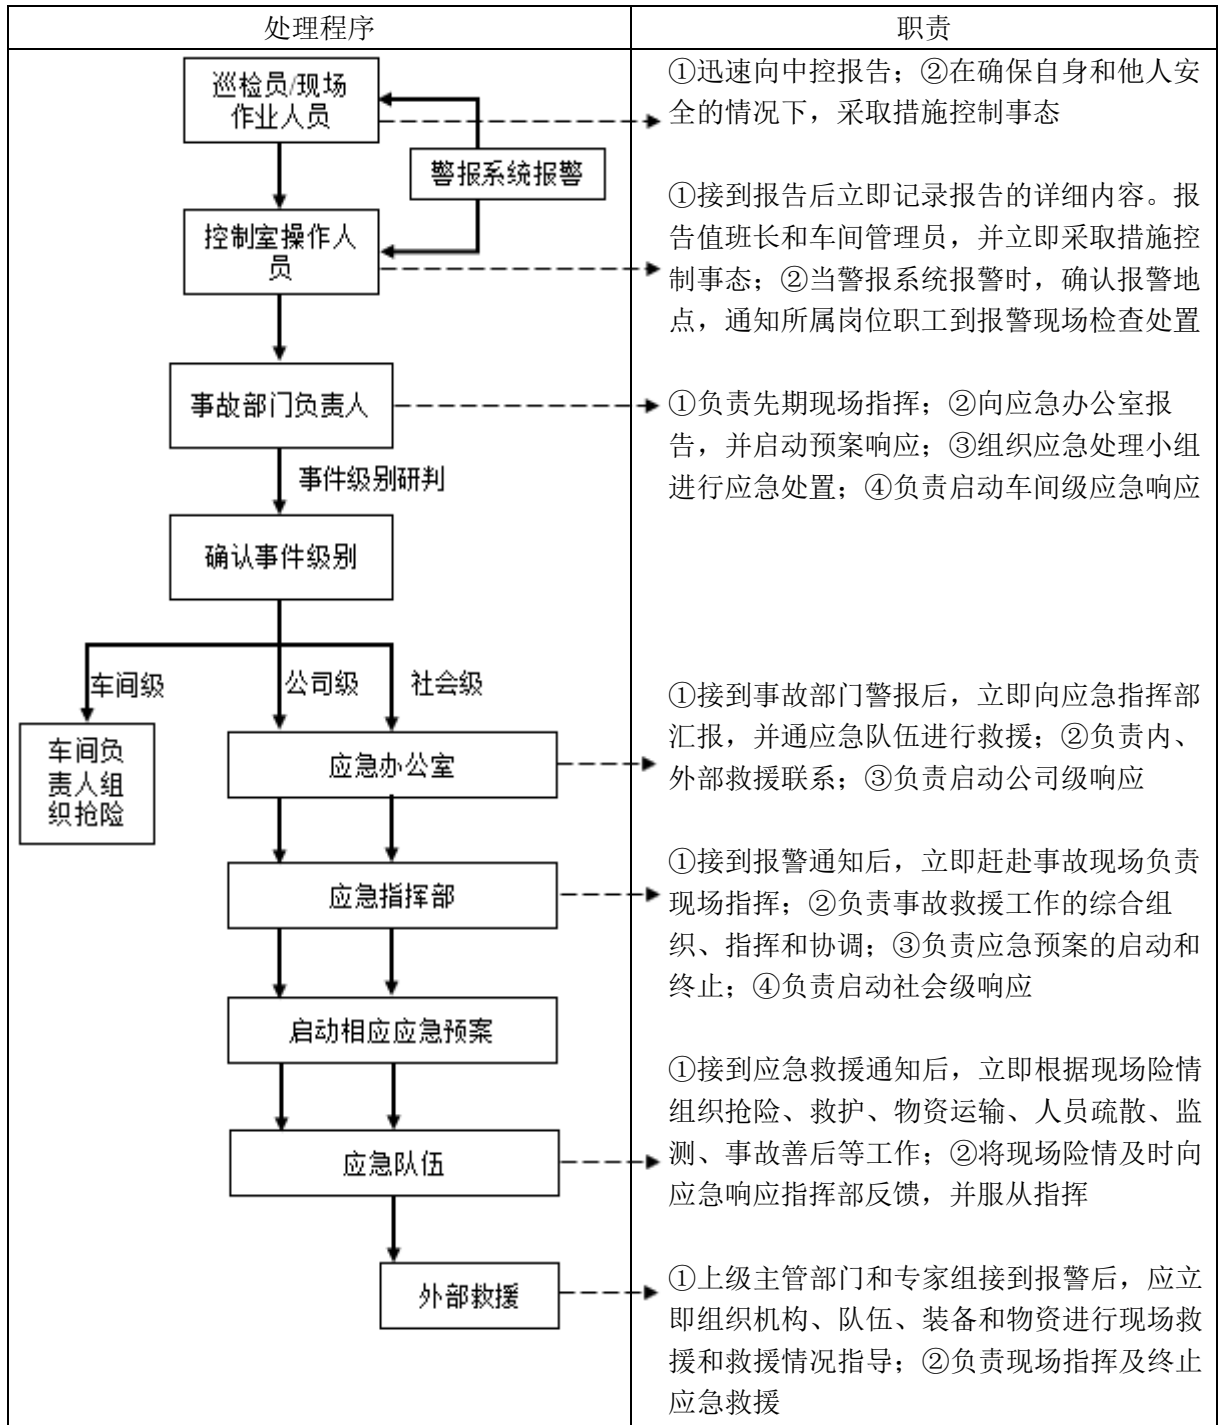 处理程序
职责
巡检员/现场
作业人员
①迅速向中控报告；②在确保自身和他人安
全的情况下，采取措施控制事态
警报系统报警
控制室操作人
员
①接到报告后立即记录报告的详细内容。报
告值班长和车间管理员，并立即采取措施控
制事态；②当警报系统报警时，确认报警地
点，通知所属岗位职工到报警现场检查处置
事故部门负责人
①负责先期现场指挥；②向应急办公室报
告，并启动预案响应；③组织应急处理小组
进行应急处置；④负责启动车间级应急响应
事件级别研判
确认事件级别
车间级
公司级
社会级
车间负
责人组
织抢险
应急办公室
①接到事故部门警报后，立即向应急指挥部
汇报，并通应急队伍进行救援；②负责内、
外部救援联系；③负责启动公司级响应
应急指挥部
①接到报警通知后，立即赶赴事故现场负责
现场指挥；②负责事故救援工作的综合组
织、指挥和协调；③负责应急预案的启动和
终止；④负责启动社会级响应
启动相应应急预案
应急队伍
①接到应急救援通知后，立即根据现场险情
组织抢险、救护、物资运输、人员疏散、监
测、事故善后等工作；②将现场险情及时向
应急响应指挥部反馈，并服从指挥
外部救援
①上级主管部门和专家组接到报警后，应立
即组织机构、队伍、装备和物资进行现场救
援和救援情况指导；②负责现场指挥及终止
应急救援